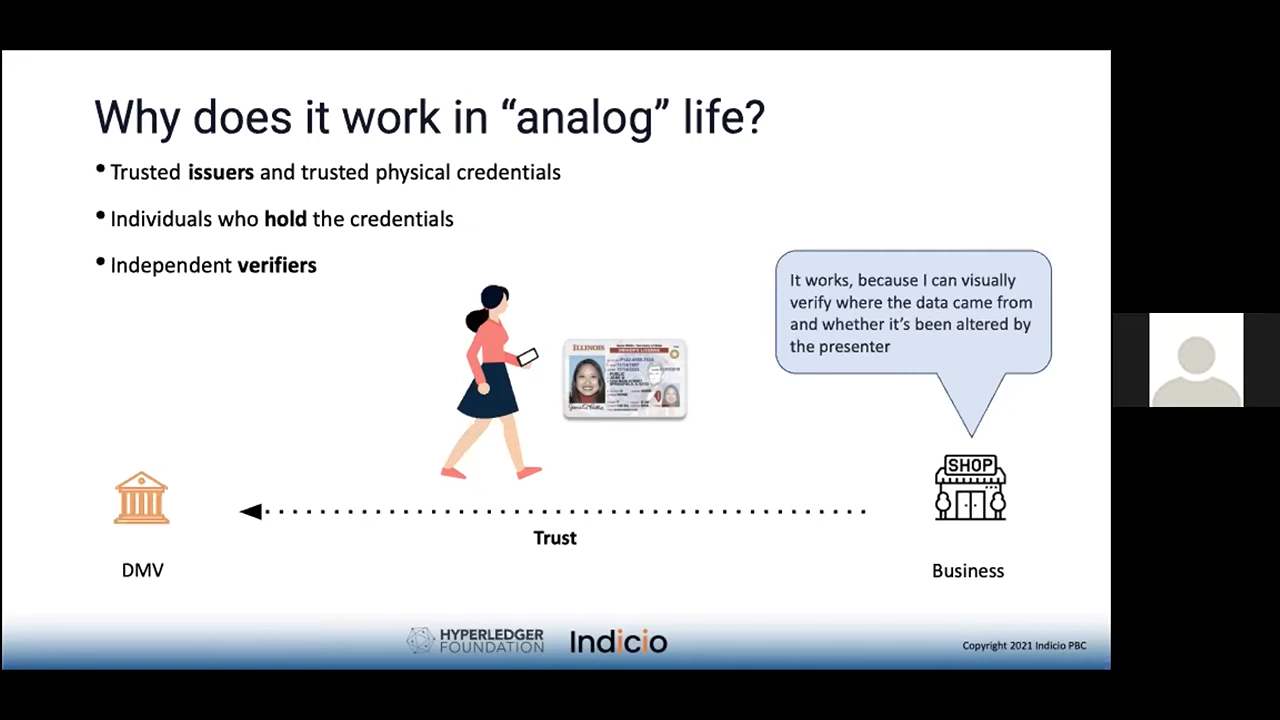 Why does it work in “analog” life?
• Trusted issuers and trusted physical credentials
• Individuals who hold the credentials
• Independent verifiers
It works, because I can visually
verify where the data came from
and whether it’s been altered by
the presenter
ILLINOIS
SHOP
Trust
DMV
Business
HYPERLEDGER
FOUNDATION
Indicio
Copyright 2021 Indicio PBC